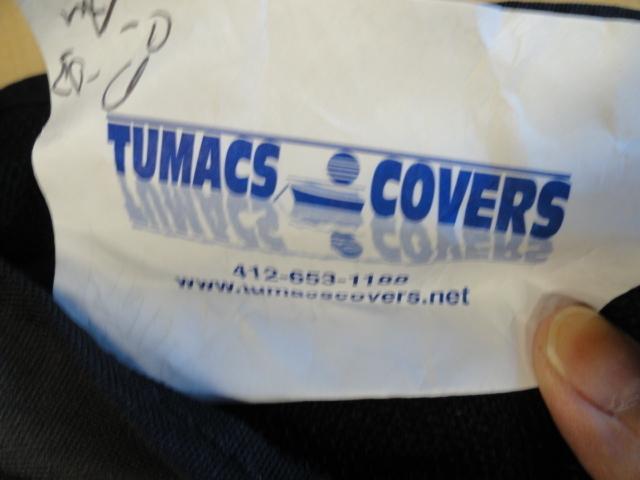 TUMACS COVERS
412-653-1188
www.tumacscovers.net